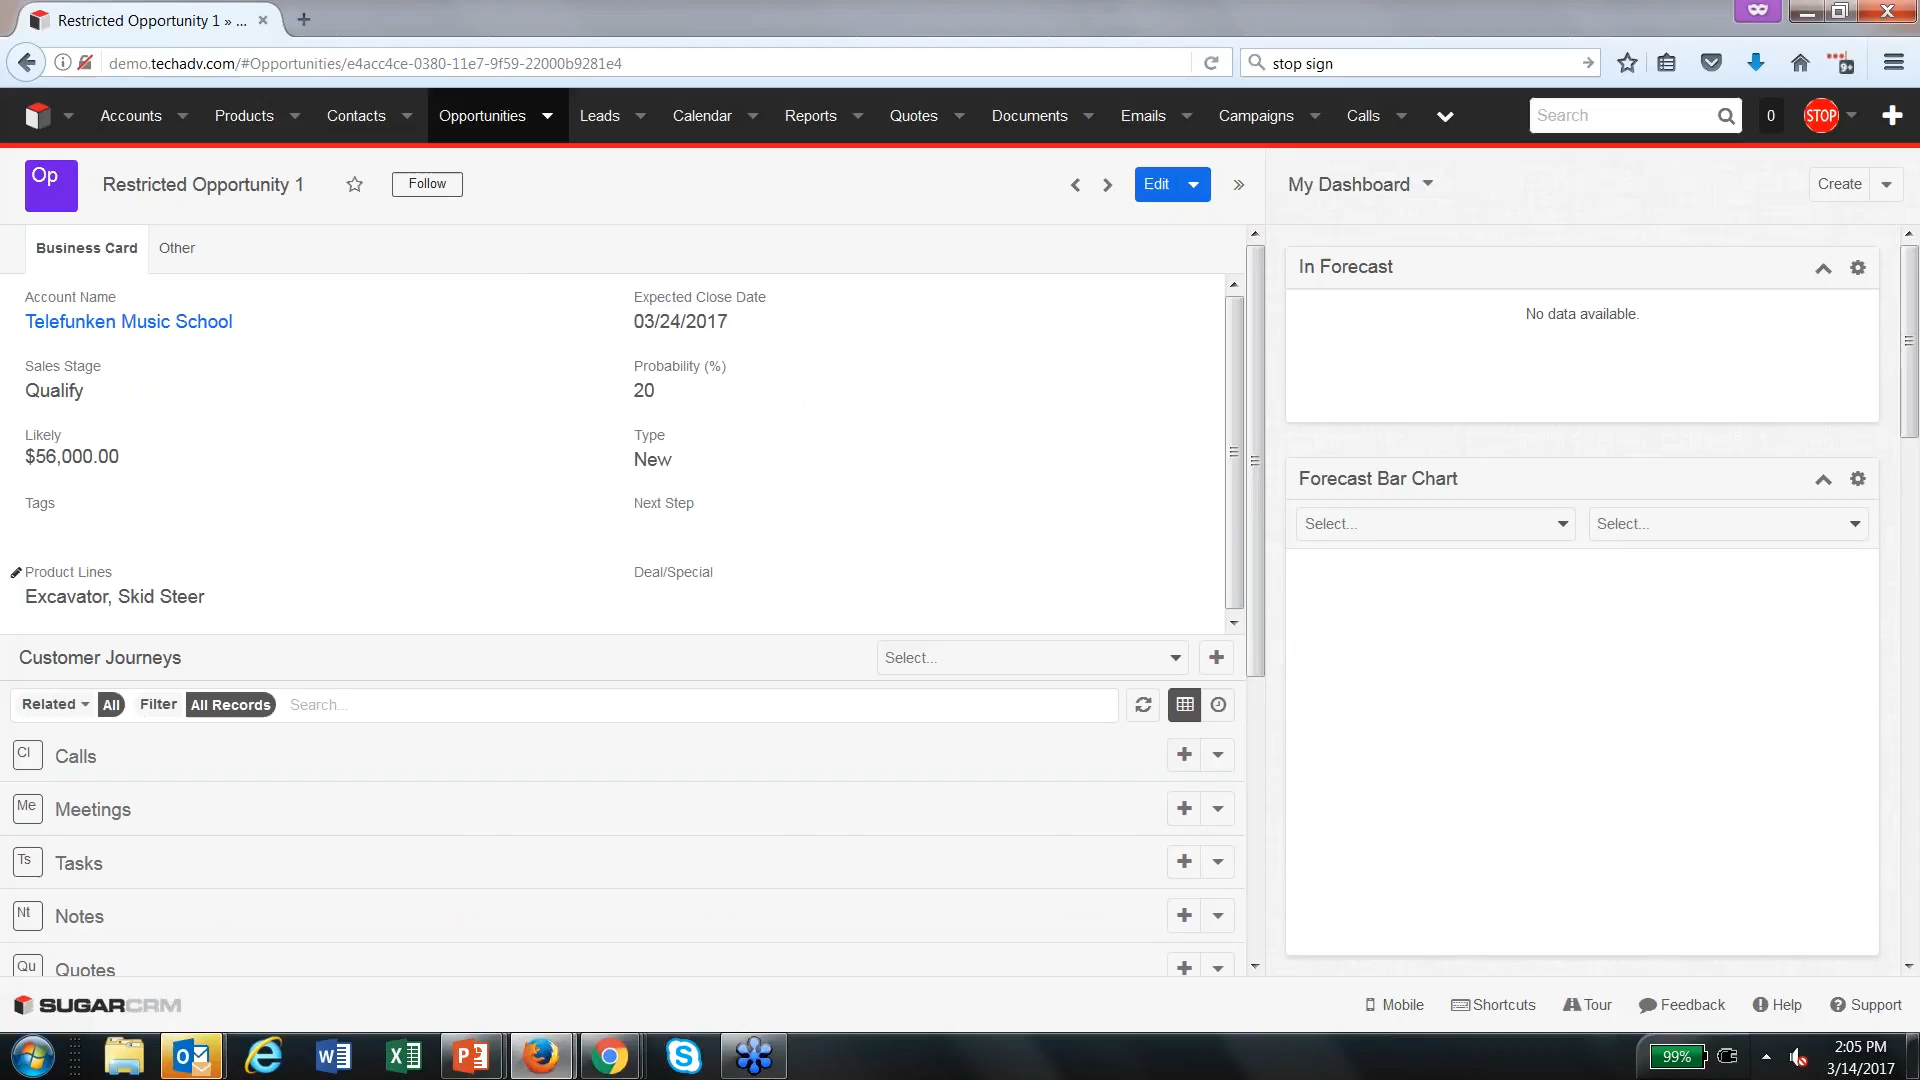 Restricted Opportunity 1 » ...
demo.techadv.com/#Opportunities/e4acc4ce-0380-11e7-9f59-22000b9281e4
stop sign
9+
Accounts Products Contacts Opportunities Leads Calendar Reports Quotes Documents Emails Campaigns Calls Search 0 STOP
Op
Restricted Opportunity 1 Follow Edit
My Dashboard Create
Business Card Other
Account Name
Telefunken Music School
Expected Close Date
03/24/2017
Sales Stage
Qualify
Probability (%)
20
Likely
$56,000.00
Type
New
Tags
Next Step
Product Lines
Excavator, Skid Steer
Deal/Special
Customer Journeys Select...
Related All Filter All Records Search...
Cl Calls
Me Meetings
Ts Tasks
Nt Notes
Qu Quotes
In Forecast
No data available.
Forecast Bar Chart
Select... Select...
SUGARCRM
Mobile Shortcuts Tour Feedback Help Support
99%
2:05 PM
3/14/2017